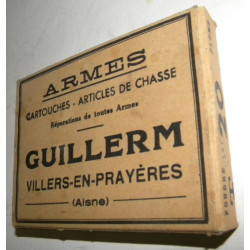 ARMES
CARTOUCHES - ARTICLES DE CHASSE
Réparations de toutes Armes
GUILLERM
VILLERS-EN-PRAYÈRES
(Aisne)